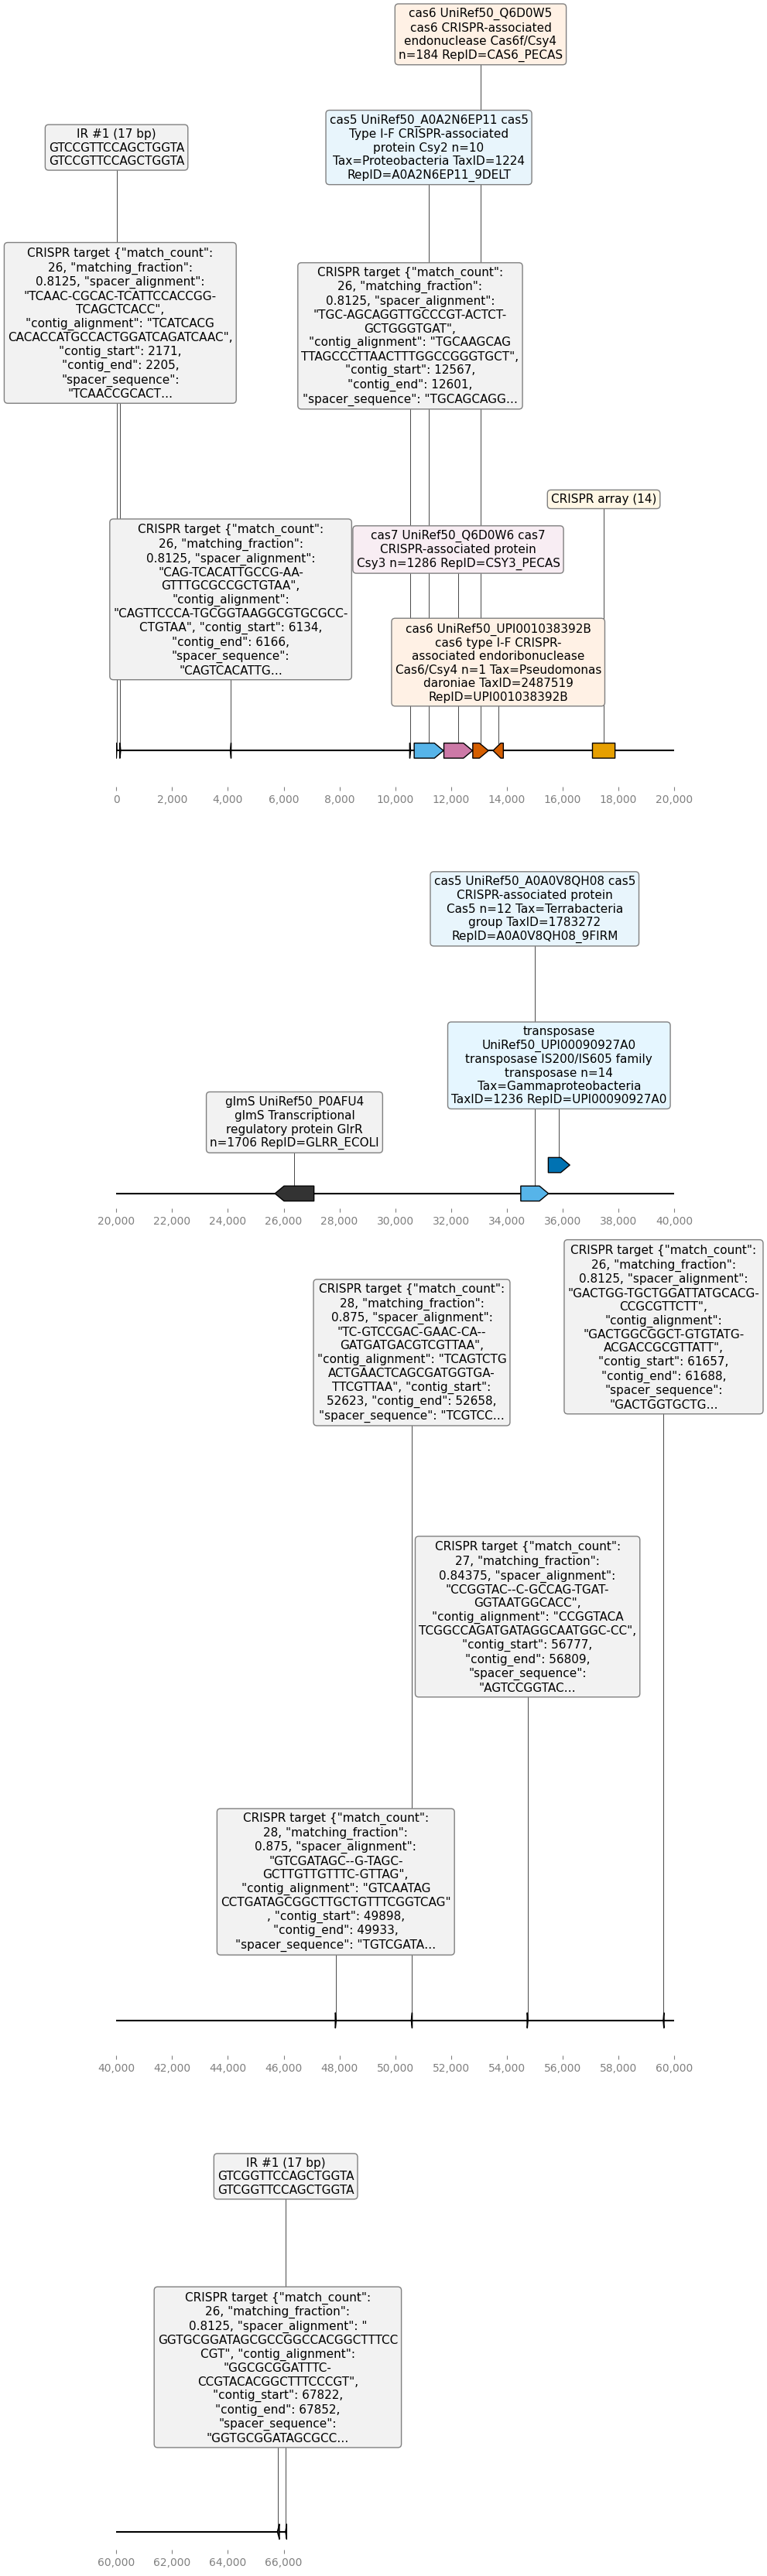 cas6 UniRef50_Q6D0W5
cas6 CRISPR-associated
endonuclease Cas6f/Csy4
n=184 RepID=CAS6_PECAS
cas5 UniRef50_A0A2N6EP11 cas5
Type I-F CRISPR-associated
protein Csy2 n=10
Tax=Proteobacteria TaxID=1224
RepID=A0A2N6EP11_9DELT
IR #1 (17 bp)
GTCCGTTCCAGCTGGTA
GTCCGTTCCAGCTGGTA
CRISPR target {"match_count":
26, "matching_fraction":
0.8125, "spacer_alignment":
"TCAAC-CGCAC-TCATTCCACCGG-
TCAGCTCACC",
"contig_alignment": "TCATCACG
CACACCATGCCACTGGATCAGATCAAC",
"contig_start": 2171,
"contig_end": 2205,
"spacer_sequence":
"TCAACCGCACT...
CRISPR target {"match_count":
26, "matching_fraction":
0.8125, "spacer_alignment":
"TGC-AGCAGGTTGCCCGT-ACTCT-
GCTGGGTGAT",
"contig_alignment": "TGCAAGCAG
TTAGCCCTTAACTTTGGCCGGGTGCT",
"contig_start": 12567,
"contig_end": 12601,
"spacer_sequence": "TGCAGCAGG...
CRISPR array (14)
CRISPR target {"match_count":
26, "matching_fraction":
0.8125, "spacer_alignment":
"CAG-TCACATTGCCG-AA-
GTTTGCGCCGCTGTAA",
"contig_alignment":
"CAGTTCCCA-TGCGGTAAGGCGTGCGCC-
CTGTAA", "contig_start": 6134,
"contig_end": 6166,
"spacer_sequence":
"CAGTCACATTG...
cas7 UniRef50_Q6D0W6 cas7
CRISPR-associated protein
Csy3 n=1286 RepID=CSY3_PECAS
cas6 UniRef50_UPI001038392B
cas6 type I-F CRISPR-
associated endoribonuclease
Cas6/Csy4 n=1 Tax=Pseudomonas
daroniae TaxID=2487519
RepID=UPI001038392B
0 2,000 4,000 6,000 8,000 10,000 12,000 14,000 16,000 18,000 20,000
cas5 UniRef50_A0A0V8QH08 cas5
CRISPR-associated protein
Cas5 n=12 Tax=Terrabacteria
group TaxID=1783272
RepID=A0A0V8QH08_9FIRM
transposase
UniRef50_UPI00090927A0
transposase IS200/IS605 family
transposase n=14
Tax=Gammaproteobacteria
TaxID=1236 RepID=UPI00090927A0
glmS UniRef50_P0AFU4
glmS Transcriptional
regulatory protein GlrR
n=1706 RepID=GLRR_ECOLI
20,000 22,000 24,000 26,000 28,000 30,000 32,000 34,000 36,000 38,000 40,000
CRISPR target {"match_count":
26, "matching_fraction":
0.8125, "spacer_alignment":
"GACTGG-TGCTGGATTATGCACG-
CCGCGTTCTT",
"contig_alignment":
"GACTGGCGGCT-GTGTATG-
ACGACCGCGTTATT",
"contig_start": 61657,
"contig_end": 61688,
"spacer_sequence":
"GACTGGTGCTG...
CRISPR target {"match_count":
28, "matching_fraction":
0.875, "spacer_alignment":
"TC-GTCCGAC-GAAC-CA--
GATGATGACGTCGTTAA",
"contig_alignment": "TCAGTCTG
ACTGAACTCAGCGATGGTGA-
TTCGTTAA", "contig_start":
52623, "contig_end": 52658,
"spacer_sequence": "TCGTCC...
CRISPR target {"match_count":
27, "matching_fraction":
0.84375, "spacer_alignment":
"CCGGTAC--C-GCCAG-TGAT-
GGTAATGGCACC",
"contig_alignment": "CCGGTACA
TCGGCCAGATGATAGGCAATGGC-CC",
"contig_start": 56777,
"contig_end": 56809,
"spacer_sequence":
"AGTCCGGTAC...
CRISPR target {"match_count":
28, "matching_fraction":
0.875, "spacer_alignment":
"GTCGATAGC--G-TAGC-
GCTTGTTGTTTC-GTTAG",
"contig_alignment": "GTCAATAG
CCTGATAGCGGCTTGCTGTTTCGGTCAG"
, "contig_start": 49898,
"contig_end": 49933,
"spacer_sequence": "TGTCGATA...
40,000 42,000 44,000 46,000 48,000 50,000 52,000 54,000 56,000 58,000 60,000
IR #1 (17 bp)
GTCGGTTCCAGCTGGTA
GTCGGTTCCAGCTGGTA
CRISPR target {"match_count":
26, "matching_fraction":
0.8125, "spacer_alignment": "
GGTGCGGATAGCGCCGGCCACGGCTTTCC
CGT", "contig_alignment":
"GGCGCGGATTTC-
CCGTACACGGCTTTCCCGT",
"contig_start": 67822,
"contig_end": 67852,
"spacer_sequence":
"GGTGCGGATAGCGCC...
60,000 62,000 64,000 66,000